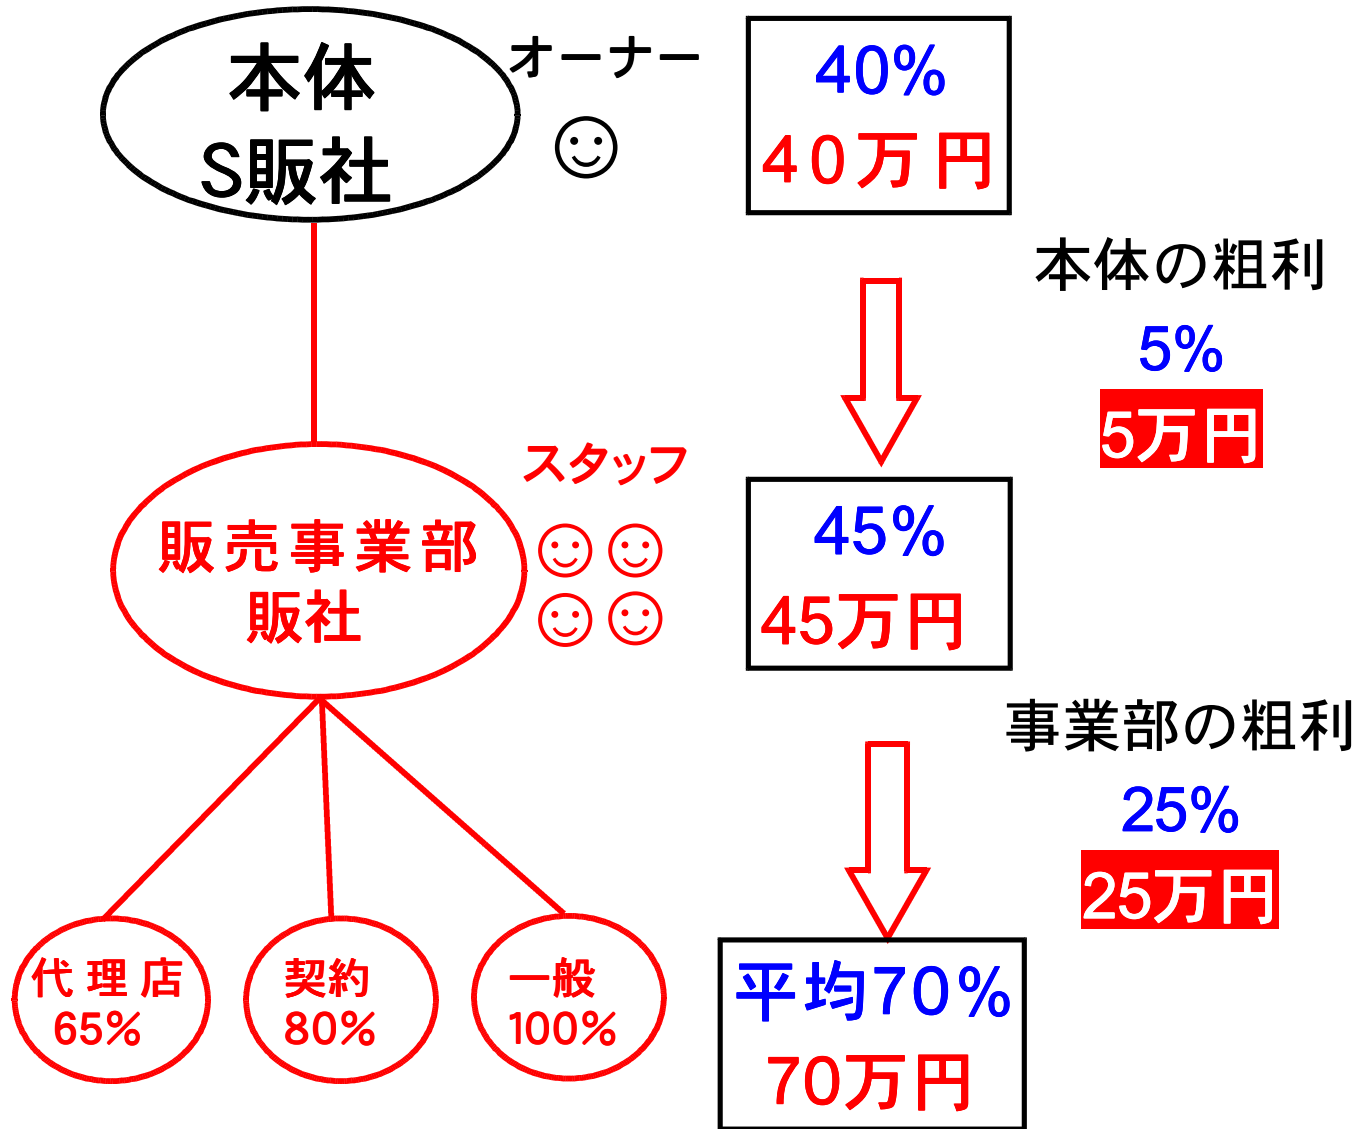 本体
S販社
オーナー
40%
40万円
本体の粗利
5%
5万円
販売事業部
販社
スタッフ
45%
45万円
事業部の粗利
25%
25万円
代理店
65%
契約
80%
一般
100%
平均70%
70万円